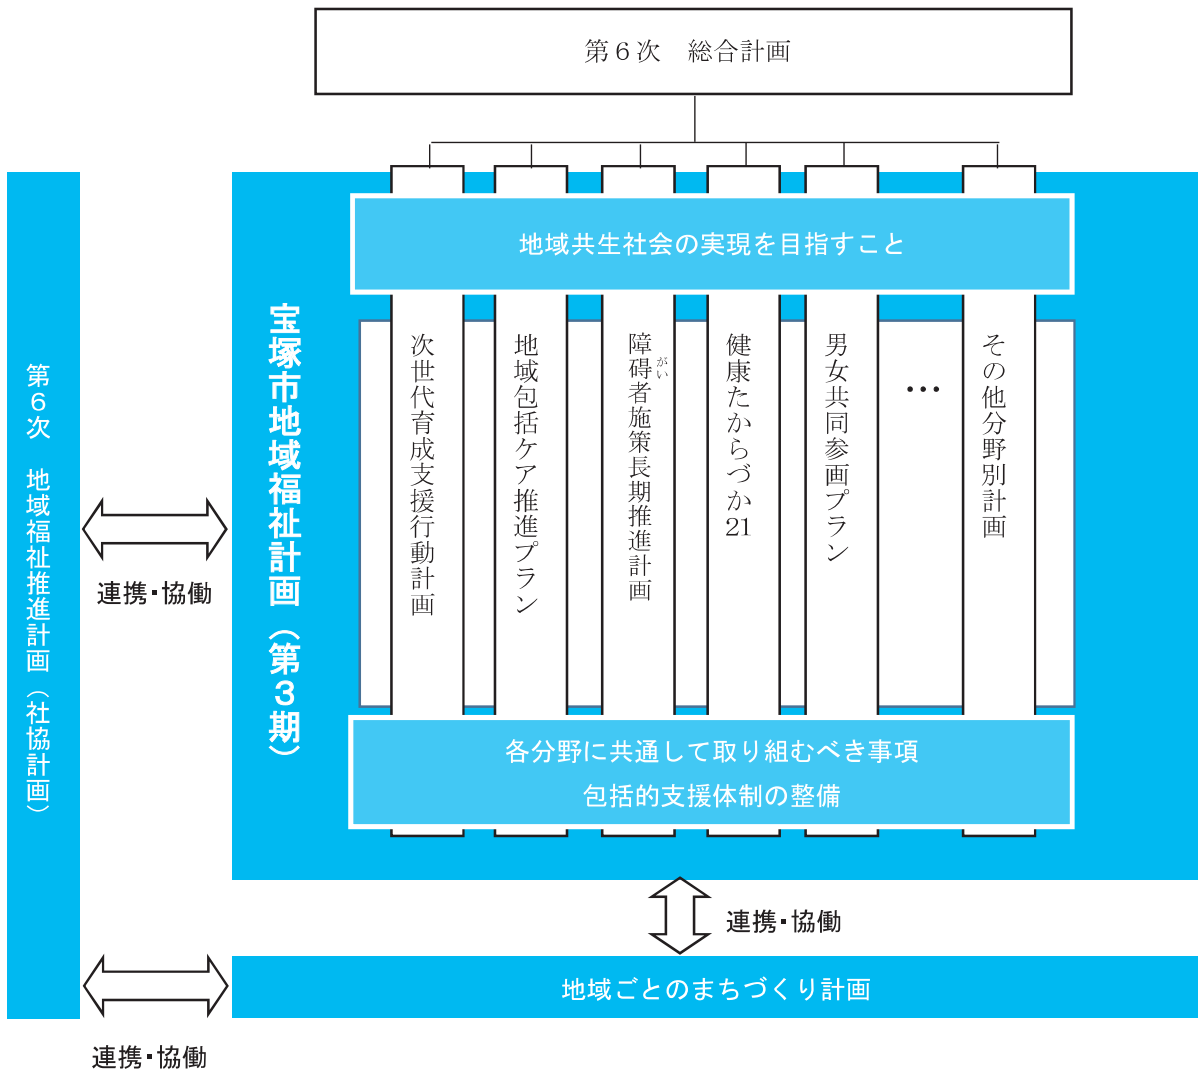 第６次　総合計画
地域共生社会の実現を目指すこと
宝塚市地域福祉計画（第３期）
次世代育成支援行動計画
地域包括ケア推進プラン
障碍者施策長期推進計画
がい
健康たからづか21
男女共同参画プラン
…
その他分野別計画
各分野に共通して取り組むべき事項
包括的支援体制の整備
第６次　地域福祉推進計画（社協計画）
連携・協働
連携・協働
地域ごとのまちづくり計画
連携・協働